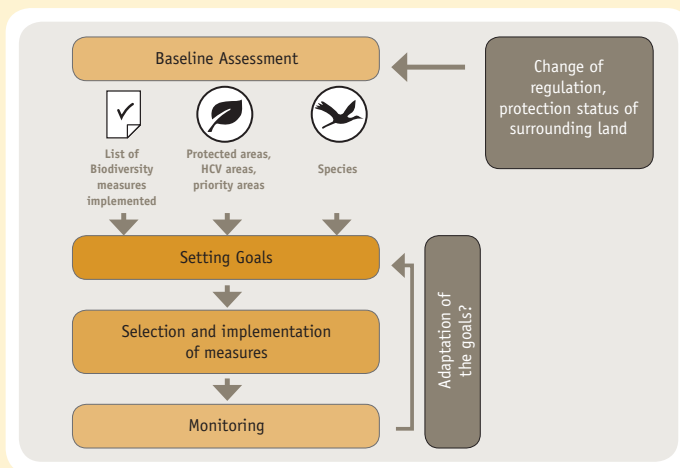 Baseline Assessment
Change of
regulation,
protection status of
surrounding land
List of
Biodiversity
measures
implemented
Protected areas,
HCV areas,
priority areas
Species
Setting Goals
Selection and implementation
of measures
Monitoring
Adaptation of
the goals?